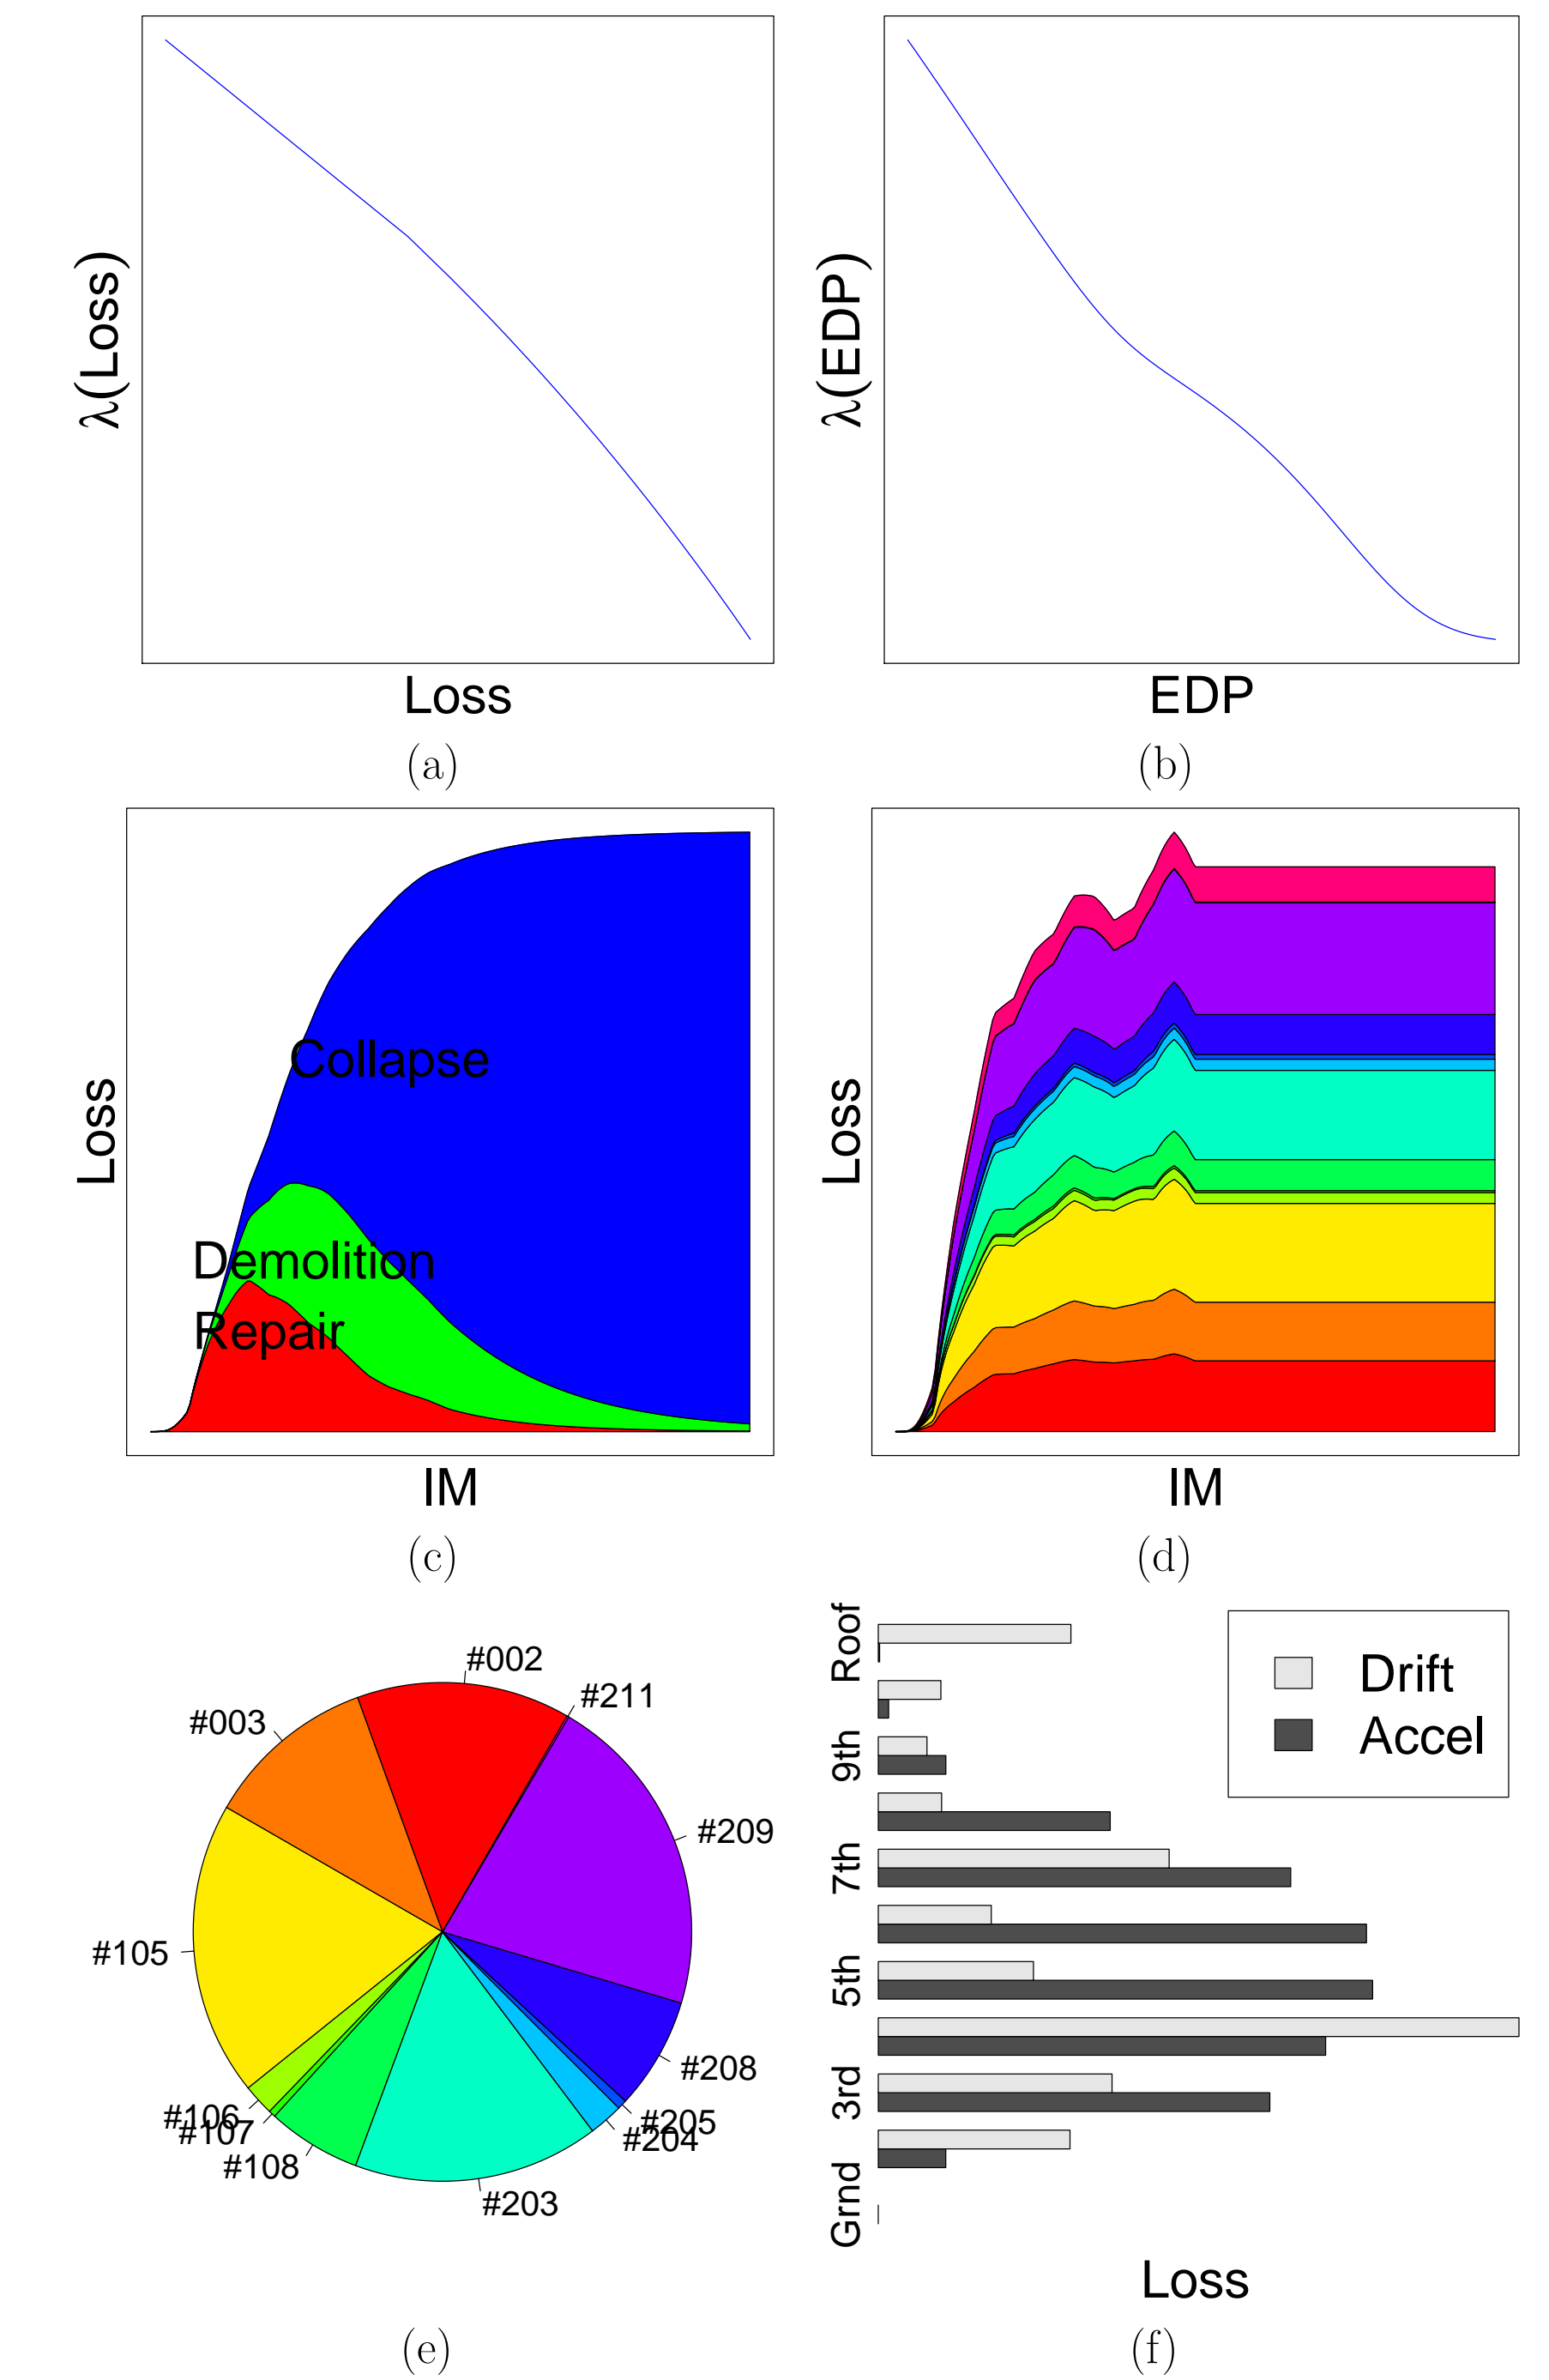 λ(Loss)
Loss
(a)
λ(EDP)
EDP
(b)
Loss
Collapse
Demolition
Repair
IM
(c)
Loss
IM
(d)
#002
#003
#105
#106
#107
#108
#203
#204
#205
#208
#209
#211
(e)
Roof
9th
7th
5th
3rd
Grnd
Drift
Accel
Loss
(f)